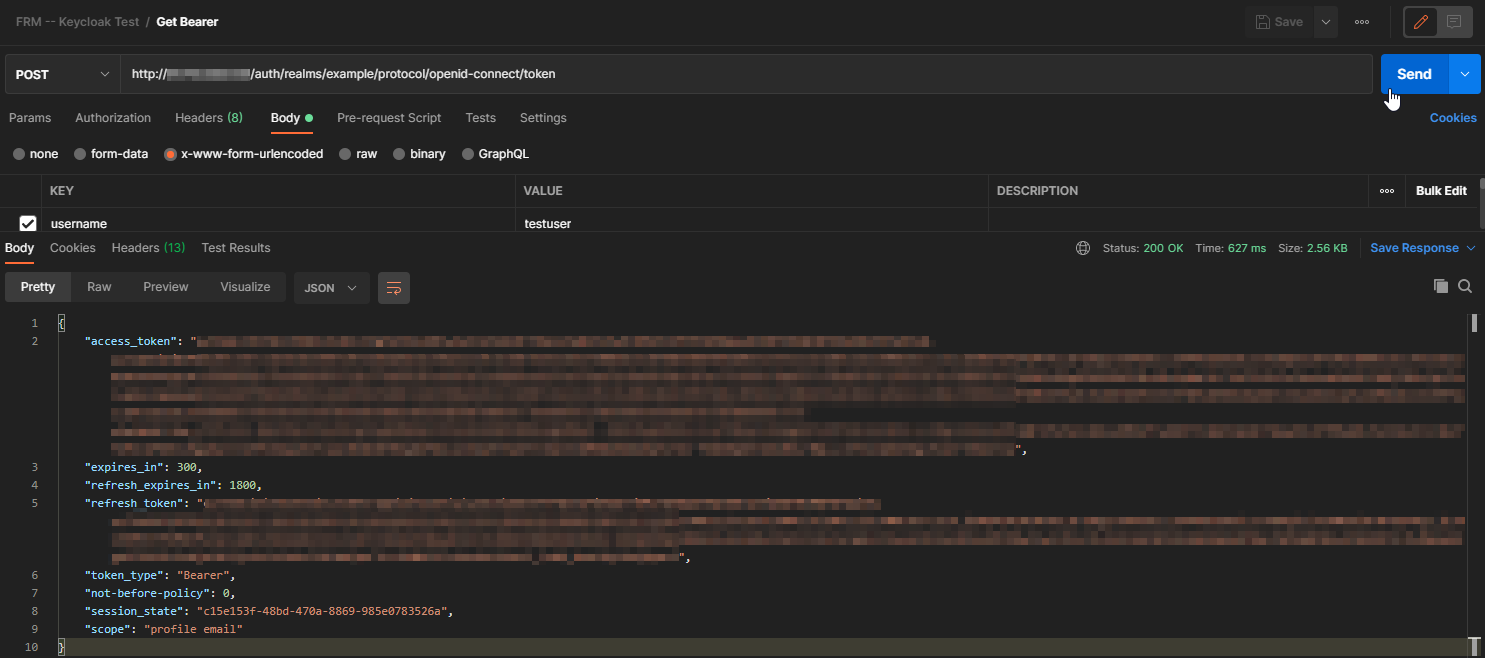 FRM -- Keycloak Test / Get Bearer
Save
POST
http:// /auth/realms/example/protocol/openid-connect/token
Send
Params Authorization Headers (8) Body Pre-request Script Tests Settings Cookies
none form-data x-www-form-urlencoded raw binary GraphQL
KEY VALUE DESCRIPTION Bulk Edit
username testuser
Body Cookies Headers (13) Test Results Status: 200 OK Time: 627 ms Size: 2.56 KB Save Response
Pretty Raw Preview Visualize JSON
1 {
2 "access_token": "
",
3 "expires_in": 300,
4 "refresh_expires_in": 1800,
5 "refresh_token": "
",
6 "token_type": "Bearer",
7 "not-before-policy": 0,
8 "session_state": "c15e153f-48bd-470a-8869-985e0783526a",
9 "scope": "profile email"
10 }